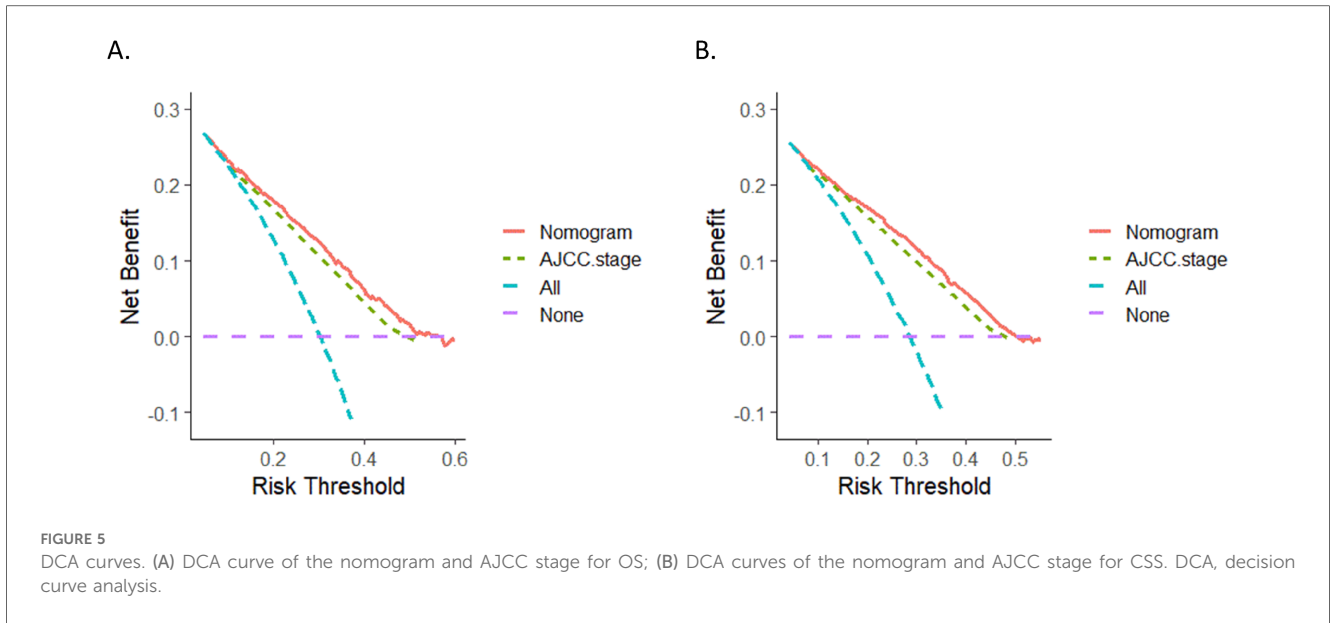 A.
0.3
0.2
0.1
0.0
-0.1
Net Benefit
0.2 0.4 0.6
Risk Threshold
Nomogram
AJCC.stage
All
None
B.
0.3
0.2
0.1
0.0
-0.1
Net Benefit
0.1 0.2 0.3 0.4 0.5
Risk Threshold
Nomogram
AJCC.stage
All
None
FIGURE 5
DCA curves. (A) DCA curve of the nomogram and AJCC stage for OS; (B) DCA curves of the nomogram and AJCC stage for CSS. DCA, decision
curve analysis.